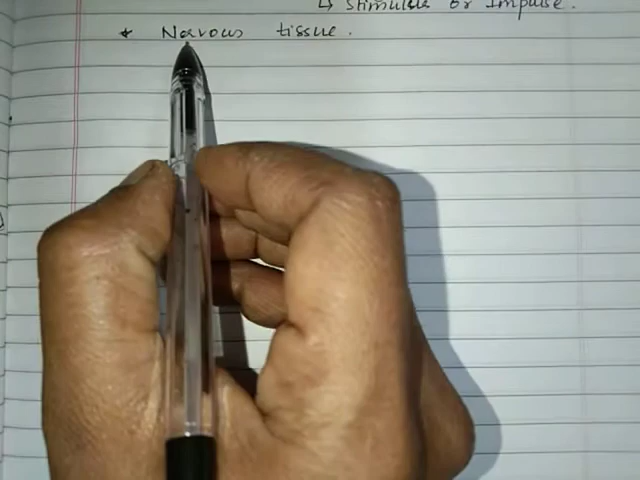 ↳ Stimulus or Impulse.
* Nervous tissue.